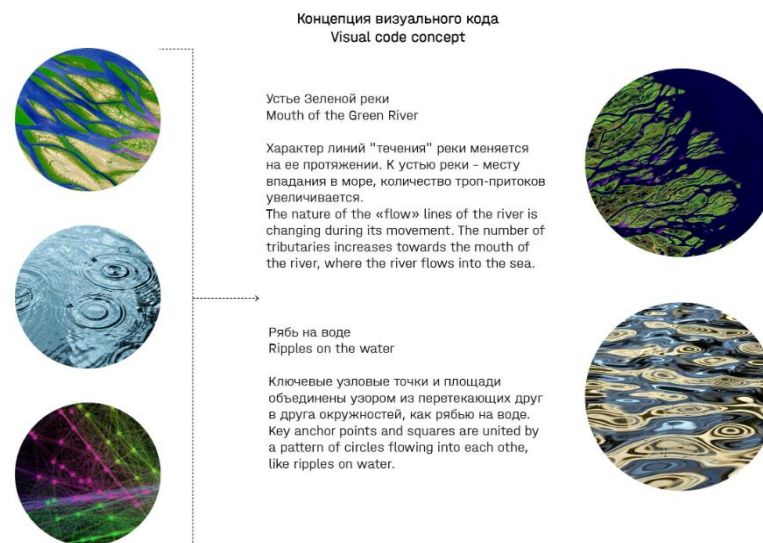 Концепция визуального кода
Visual code concept
Устье Зеленой реки
Mouth of the Green River
Характер линий "течения" реки меняется
на ее протяжении. К устью реки - месту
впадания в море, количество троп-притоков
увеличивается.
The nature of the «flow» lines of the river is
changing during its movement. The number of
tributaries increases towards the mouth of
the river, where the river flows into the sea.
Рябь на воде
Ripples on the water
Ключевые узловые точки и площади
объединены узором из перетекающих друг
в друга окружностей, как рябью на воде.
Key anchor points and squares are united by
a pattern of circles flowing into each othe,
like ripples on water.